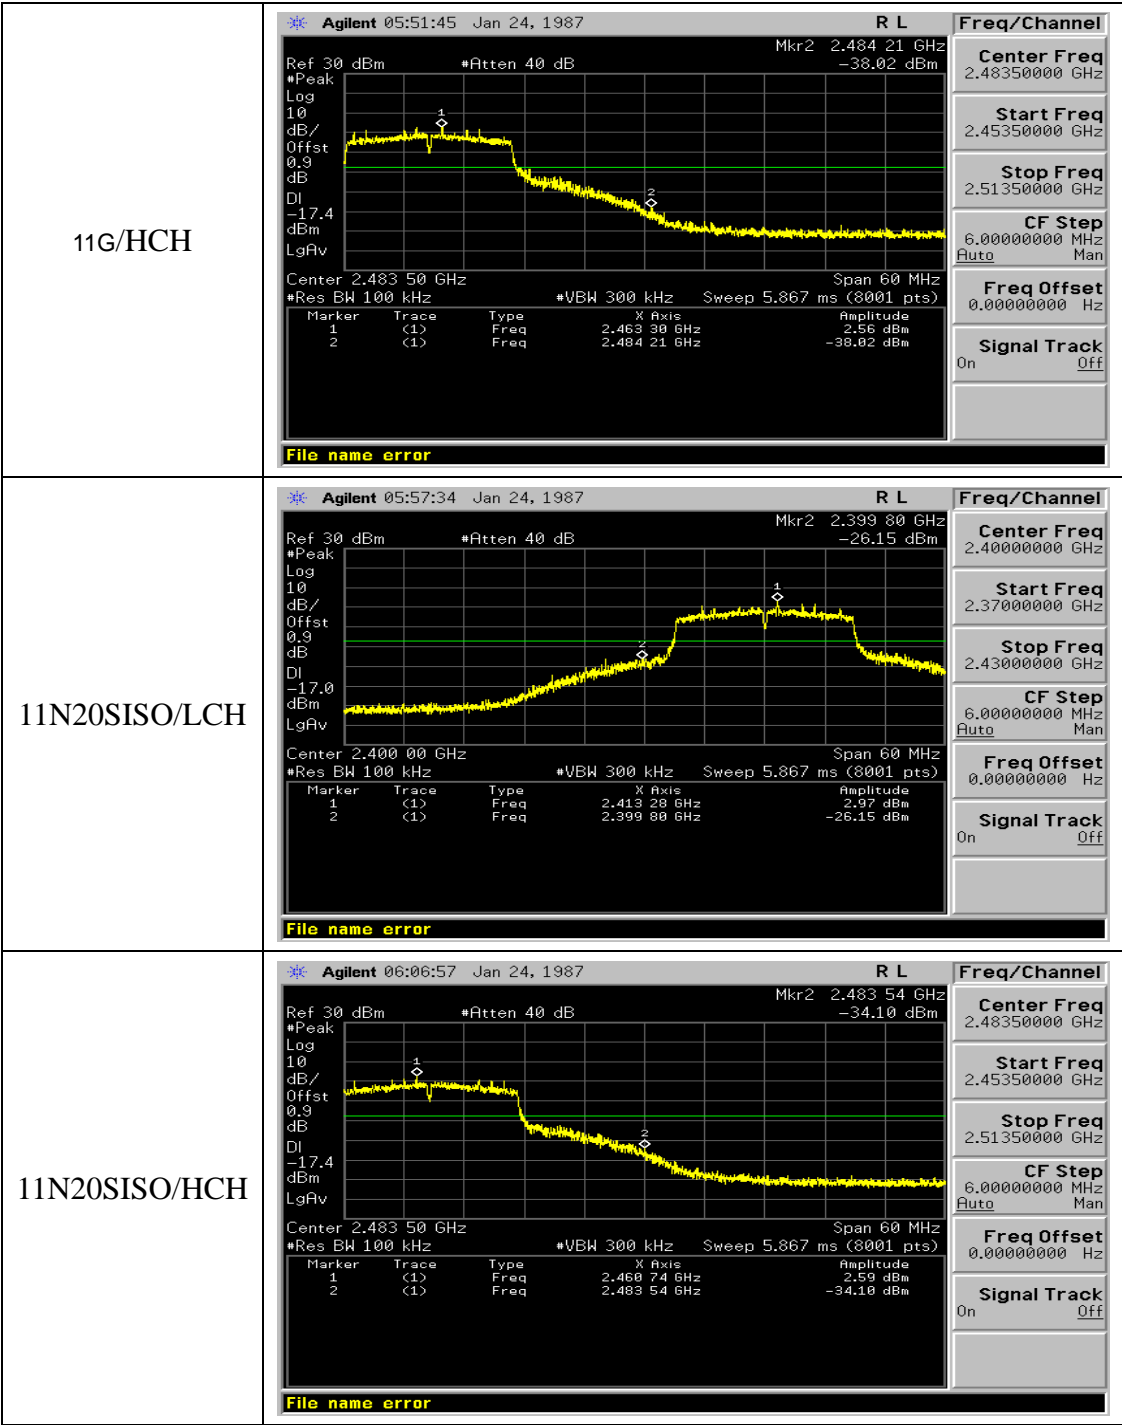 11G/HCH
Agilent 05:51:45 Jan 24, 1987 R L
Mkr2 2.484 21 GHz
Ref 30 dBm #Atten 40 dB -38.02 dBm
#Peak
Log
10
dB/
Offst
0.9
dB
DI
-17.4
dBm
LgAv
1
2
Center 2.483 50 GHz Span 60 MHz
#Res BW 100 kHz #VBW 300 kHz Sweep 5.867 ms (8001 pts)
Marker Trace Type X Axis Amplitude
1 (1) Freq 2.463 30 GHz 2.56 dBm
2 (1) Freq 2.484 21 GHz -38.02 dBm
File name error
Freq/Channel
Center Freq
2.48350000 GHz
Start Freq
2.45350000 GHz
Stop Freq
2.51350000 GHz
CF Step
6.00000000 MHz
Auto Man
Freq Offset
0.00000000 Hz
Signal Track
On Off
11N20SISO/LCH
Agilent 05:57:34 Jan 24, 1987 R L
Mkr2 2.399 80 GHz
Ref 30 dBm #Atten 40 dB -26.15 dBm
#Peak
Log
10
dB/
Offst
0.9
dB
DI
-17.0
dBm
LgAv
1
2
Center 2.400 00 GHz Span 60 MHz
#Res BW 100 kHz #VBW 300 kHz Sweep 5.867 ms (8001 pts)
Marker Trace Type X Axis Amplitude
1 (1) Freq 2.413 28 GHz 2.97 dBm
2 (1) Freq 2.399 80 GHz -26.15 dBm
File name error
Freq/Channel
Center Freq
2.40000000 GHz
Start Freq
2.37000000 GHz
Stop Freq
2.43000000 GHz
CF Step
6.00000000 MHz
Auto Man
Freq Offset
0.00000000 Hz
Signal Track
On Off
11N20SISO/HCH
Agilent 06:06:57 Jan 24, 1987 R L
Mkr2 2.483 54 GHz
Ref 30 dBm #Atten 40 dB -34.10 dBm
#Peak
Log
10
dB/
Offst
0.9
dB
DI
-17.4
dBm
LgAv
1
2
Center 2.483 50 GHz Span 60 MHz
#Res BW 100 kHz #VBW 300 kHz Sweep 5.867 ms (8001 pts)
Marker Trace Type X Axis Amplitude
1 (1) Freq 2.460 74 GHz 2.59 dBm
2 (1) Freq 2.483 54 GHz -34.10 dBm
File name error
Freq/Channel
Center Freq
2.48350000 GHz
Start Freq
2.45350000 GHz
Stop Freq
2.51350000 GHz
CF Step
6.00000000 MHz
Auto Man
Freq Offset
0.00000000 Hz
Signal Track
On Off